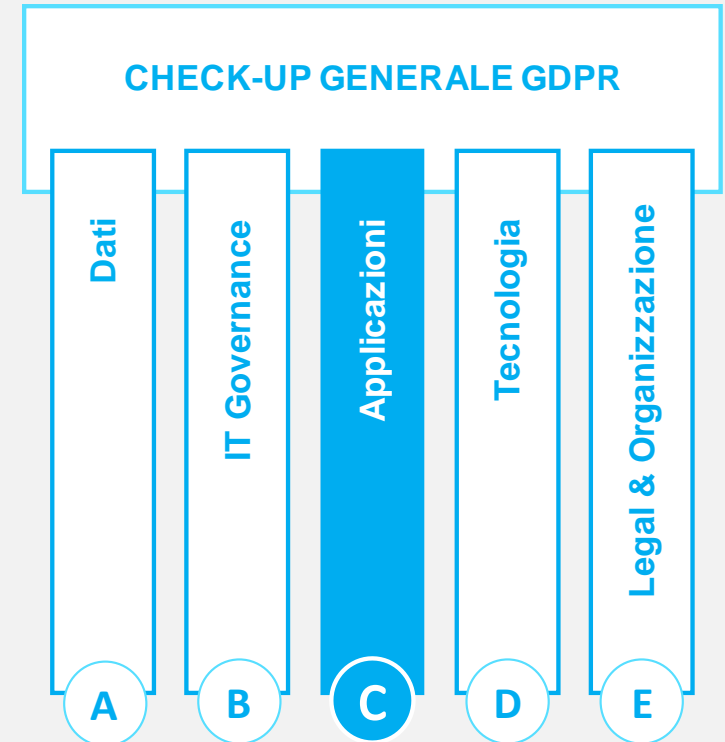 CHECK-UP GENERALE GDPR
Dati
IT Governance
Applicazioni
Tecnologia
Legal & Organizzazione
A
B
C
D
E